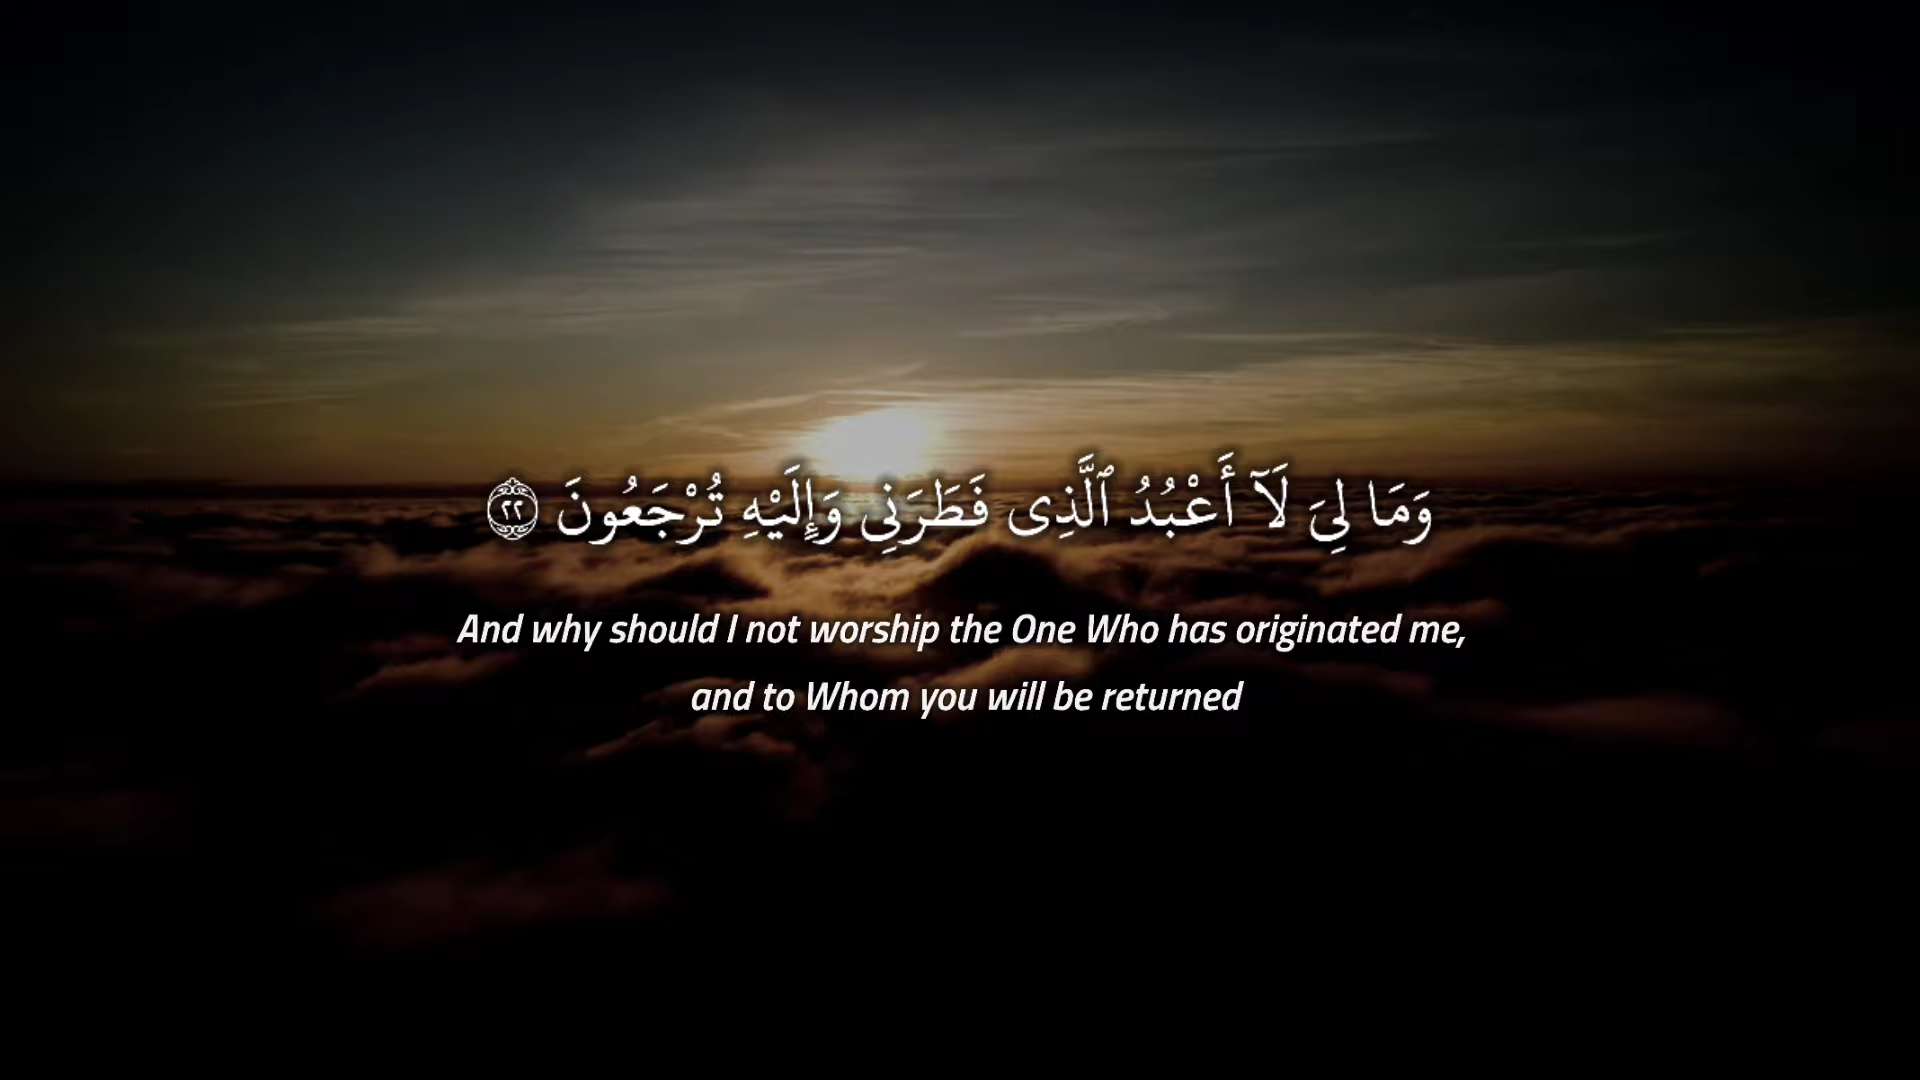 وَمَا لِىَ لَآ أَعْبُدُ ٱلَّذِى فَطَرَنِى وَإِلَيْهِ تُرْجَعُونَ ٢٢
And why should I not worship the One Who has originated me,
and to Whom you will be returned